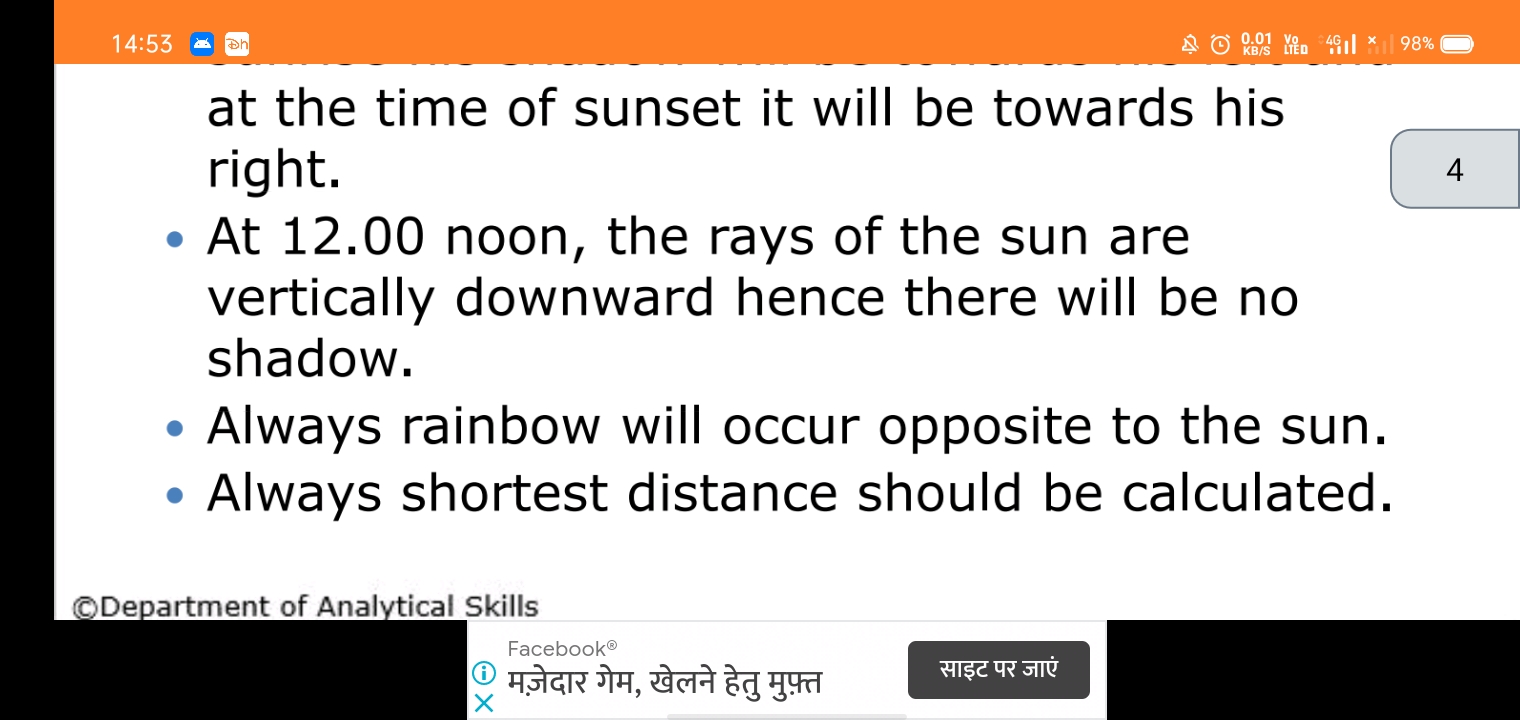 14:53
0.01 KB/S Vo LTE 4G 98%
at the time of sunset it will be towards his
right.
4
• At 12.00 noon, the rays of the sun are
vertically downward hence there will be no
shadow.
• Always rainbow will occur opposite to the sun.
• Always shortest distance should be calculated.
©Department of Analytical Skills
Facebook®
मज़ेदार गेम, खेलने हेतु मुफ़्त
साइट पर जाएं